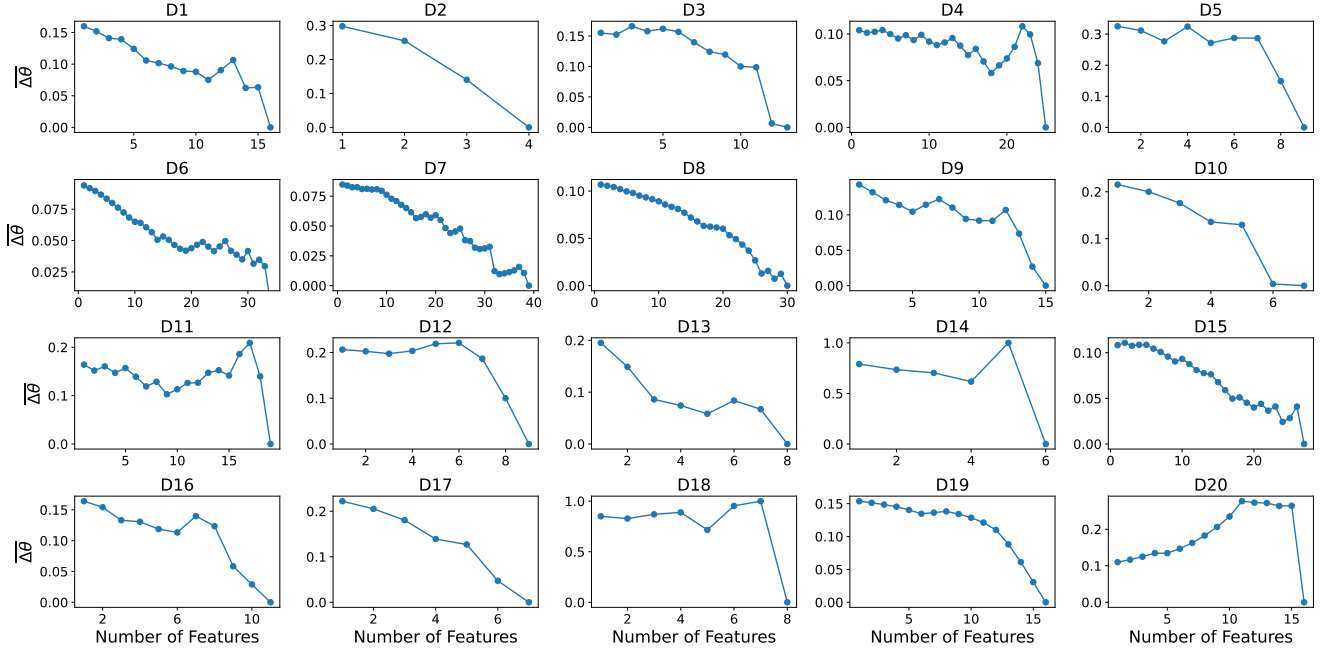 D1 D2 D3 D4 D5
0.15 0.10 0.05 0.00 5 10 15
0.3 0.2 0.1 0.0 1 2 3 4
0.15 0.10 0.05 0.00 5 10
0.10 0.05 0.00 1 10 20
0.3 0.2 0.1 0.0 2 4 6 8
Δθ
D6 D7 D8 D9 D10
0.075 0.050 0.025 0 10 20 30
0.075 0.050 0.025 0.000 0 10 20 30 40
0.10 0.05 0.00 0 10 20 30
0.10 0.05 0.00 5 10 15
0.2 0.1 0.0 2 4 6
Δθ
D11 D12 D13 D14 D15
0.2 0.1 0.0 5 10 15
0.2 0.1 0.0 2 4 6 8
0.2 0.1 0.0 2 4 6 8
1.0 0.5 0.0 2 4 6
0.10 0.05 0.00 0 10 20
Δθ
D16 D17 D18 D19 D20
0.15 0.10 0.05 0.00 2 4 6 8 10
0.2 0.1 0.0 2 4 6
1.0 0.5 0.0 2 4 6 8
0.15 0.10 0.05 0.00 5 10 15
0.2 0.1 0.0 5 10 15
Δθ
Number of Features Number of Features Number of Features Number of Features Number of Features